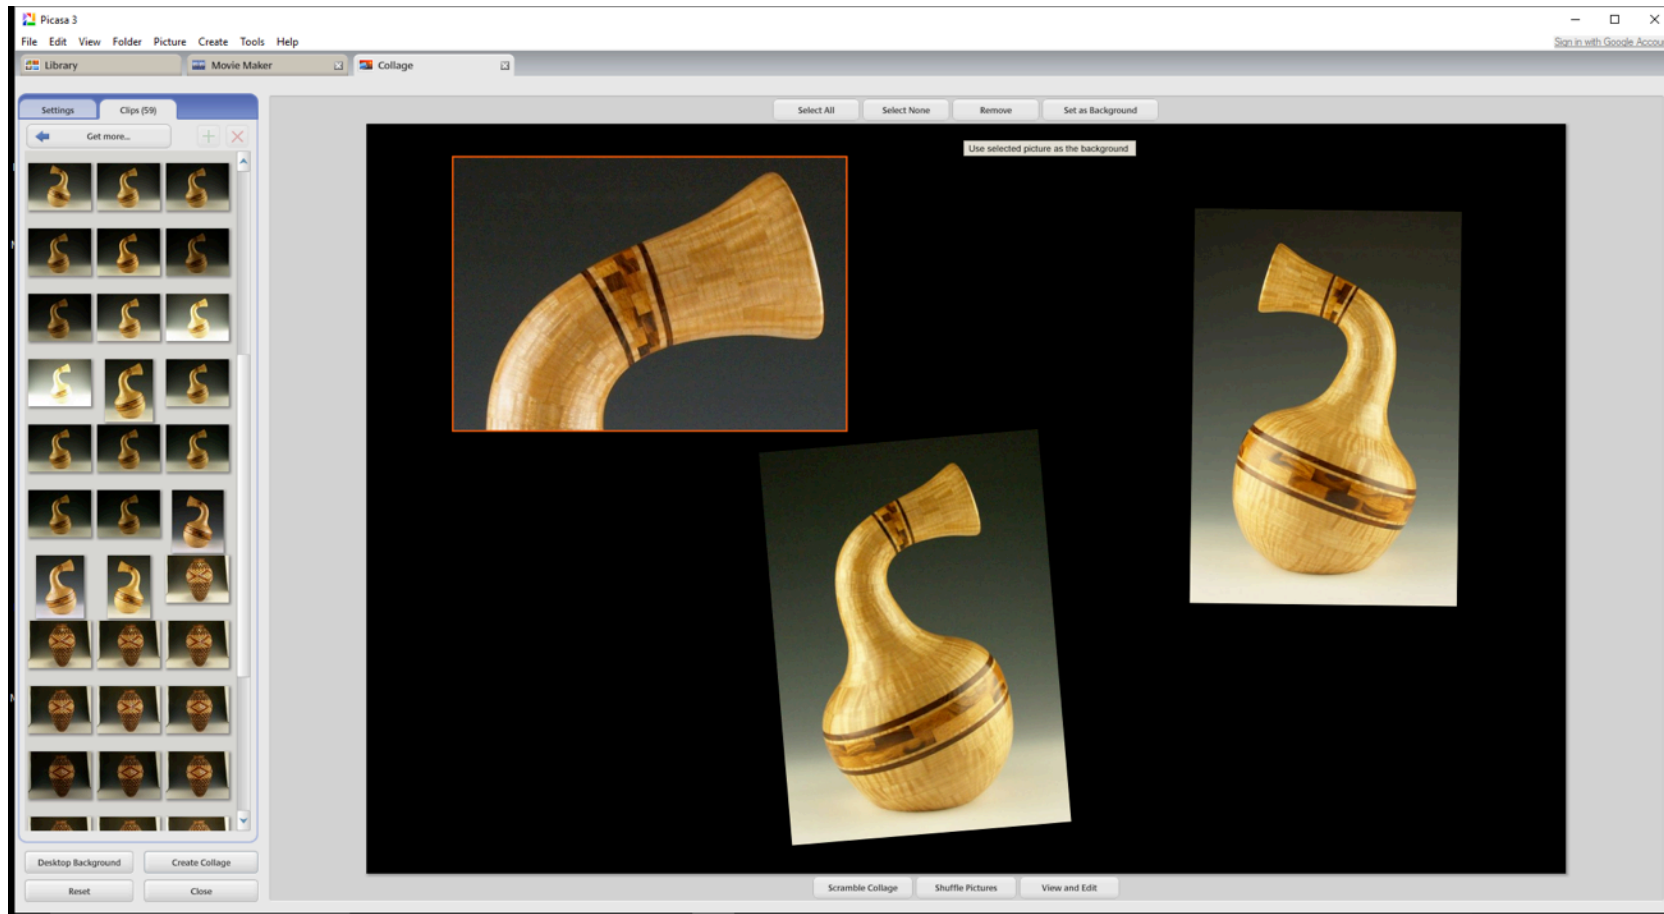 Picasa 3
File Edit View Folder Picture Create Tools Help
Sign in with Google
Library Movie Maker Collage
Settings Clips (59)
Select All Select None Remove Set as Background
Get more...
Use selected picture as the background
Desktop Background Create Collage
Reset Close
Scramble Collage Shuffle Pictures View and Edit